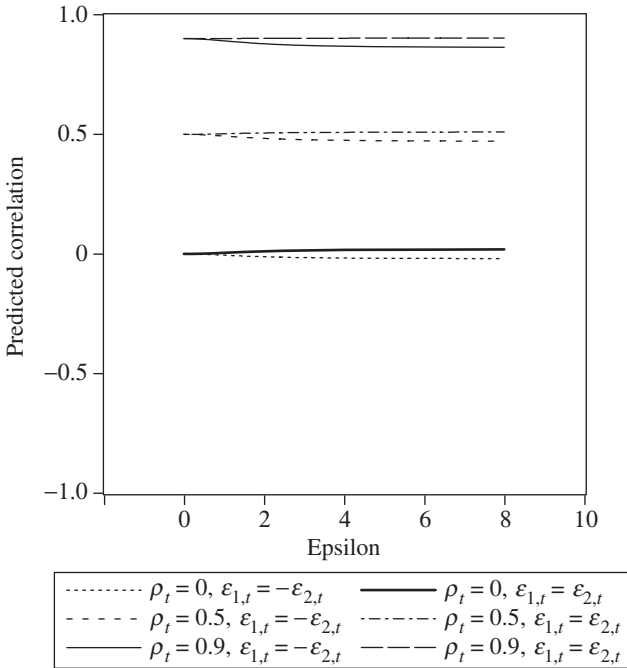 1.0
0.5
0
−0.5
−1.0
Predicted correlation
0 2 4 6 8 10
Epsilon
ρt = 0, ε1,t = −ε2,t
ρt = 0, ε1,t = ε2,t
ρt = 0.5, ε1,t = −ε2,t
ρt = 0.5, ε1,t = ε2,t
ρt = 0.9, ε1,t = −ε2,t
ρt = 0.9, ε1,t = ε2,t